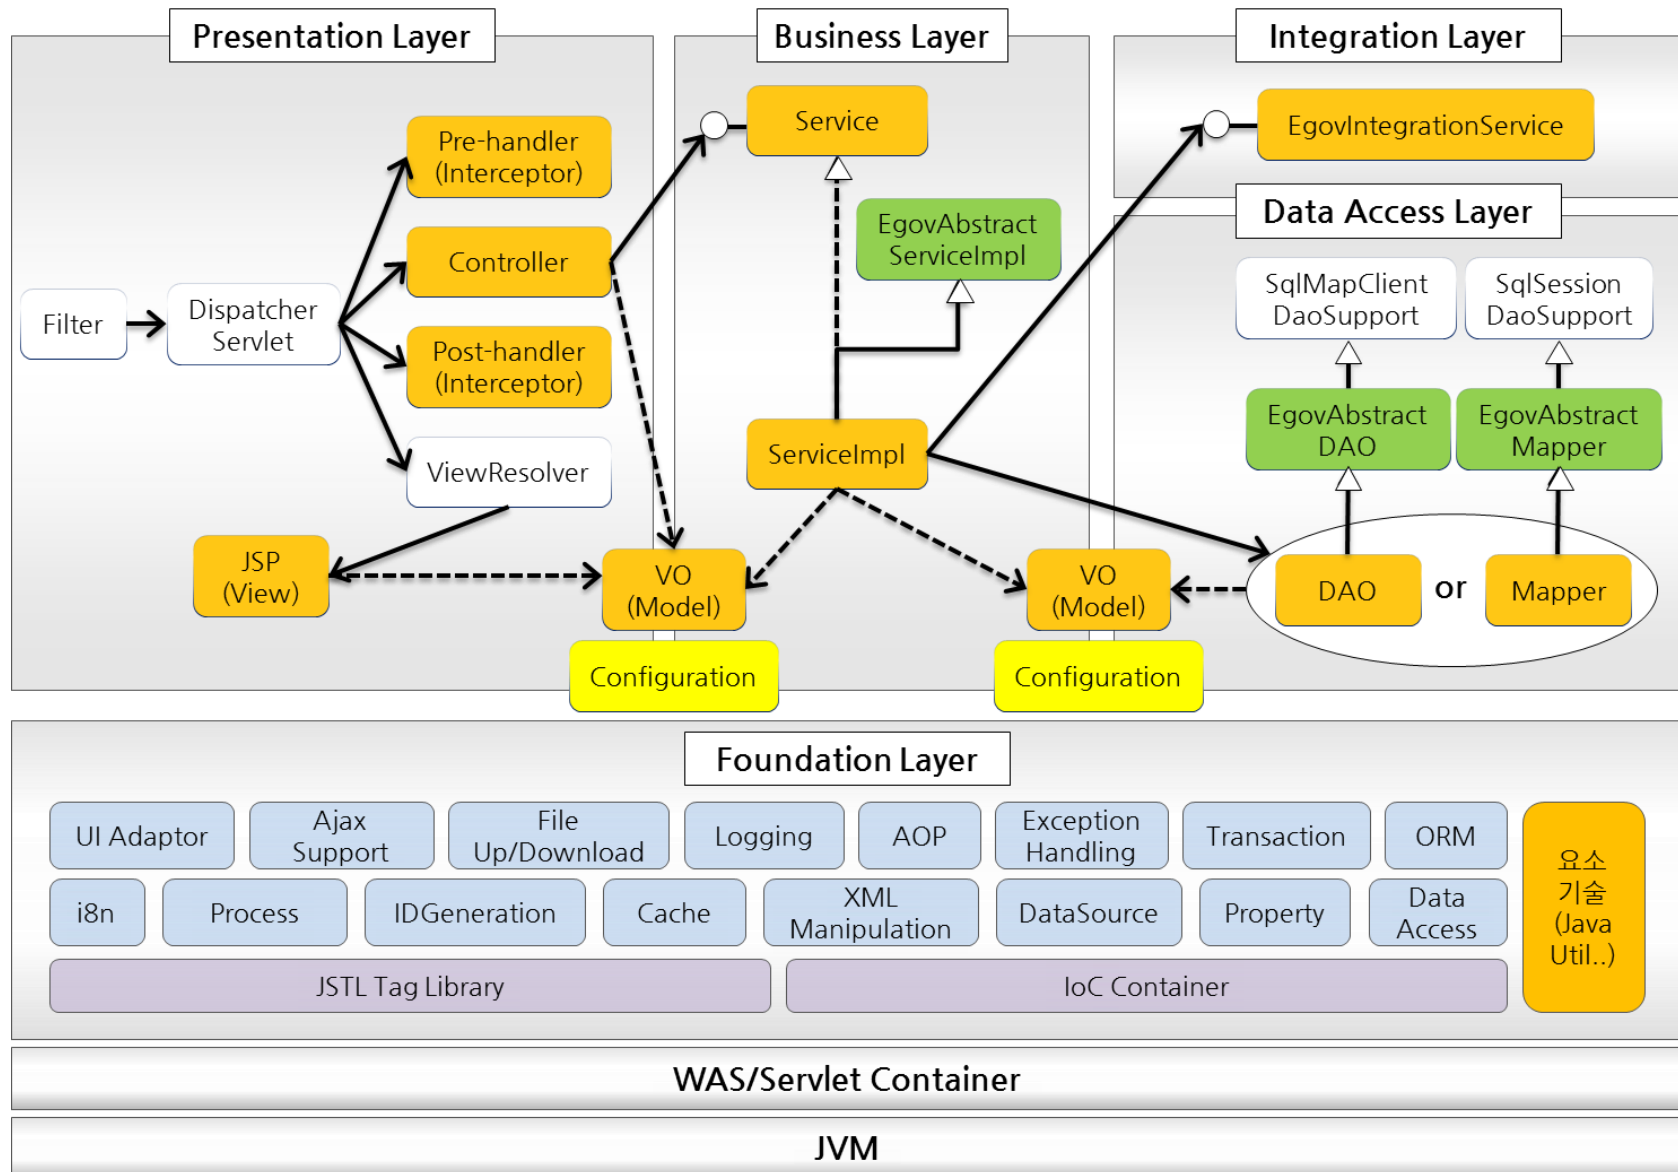 Presentation Layer
Business Layer
Integration Layer
Pre-handler
(Interceptor)
Service
EgovIntegrationService
Data Access Layer
Controller
EgovAbstract
ServiceImpl
SqlMapClient
DaoSupport
SqlSession
DaoSupport
Filter
Dispatcher
Servlet
Post-handler
(Interceptor)
EgovAbstract
DAO
EgovAbstract
Mapper
ViewResolver
ServiceImpl
JSP
(View)
VO
(Model)
VO
(Model)
DAO
or
Mapper
Configuration
Configuration
Foundation Layer
UI Adaptor
Ajax
Support
File
Up/Download
Logging
AOP
Exception
Handling
Transaction
ORM
요소
기술
(Java
Util..)
i8n
Process
IDGeneration
Cache
XML
Manipulation
DataSource
Property
Data
Access
JSTL Tag Library
IoC Container
WAS/Servlet Container
JVM